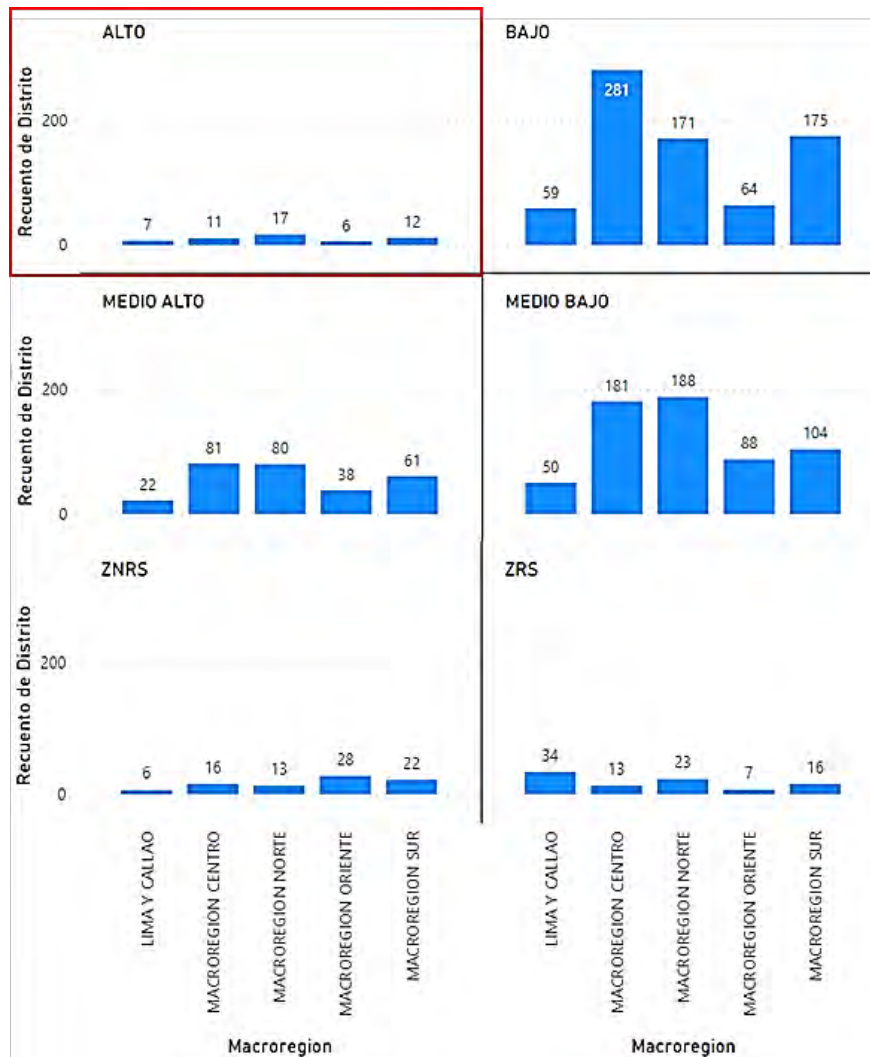 ALTO
BAJO
Recuento de Distrito
200
0
7
11
17
6
12
59
281
171
64
175
MEDIO ALTO
MEDIO BAJO
Recuento de Distrito
200
0
22
81
80
38
61
50
181
188
88
104
ZNRS
ZRS
Recuento de Distrito
200
0
6
16
13
28
22
34
13
23
7
16
LIMA Y CALLAO
MACROREGION CENTRO
MACROREGION NORTE
MACROREGION ORIENTE
MACROREGION SUR
LIMA Y CALLAO
MACROREGION CENTRO
MACROREGION NORTE
MACROREGION ORIENTE
MACROREGION SUR
Macroregion
Macroregion